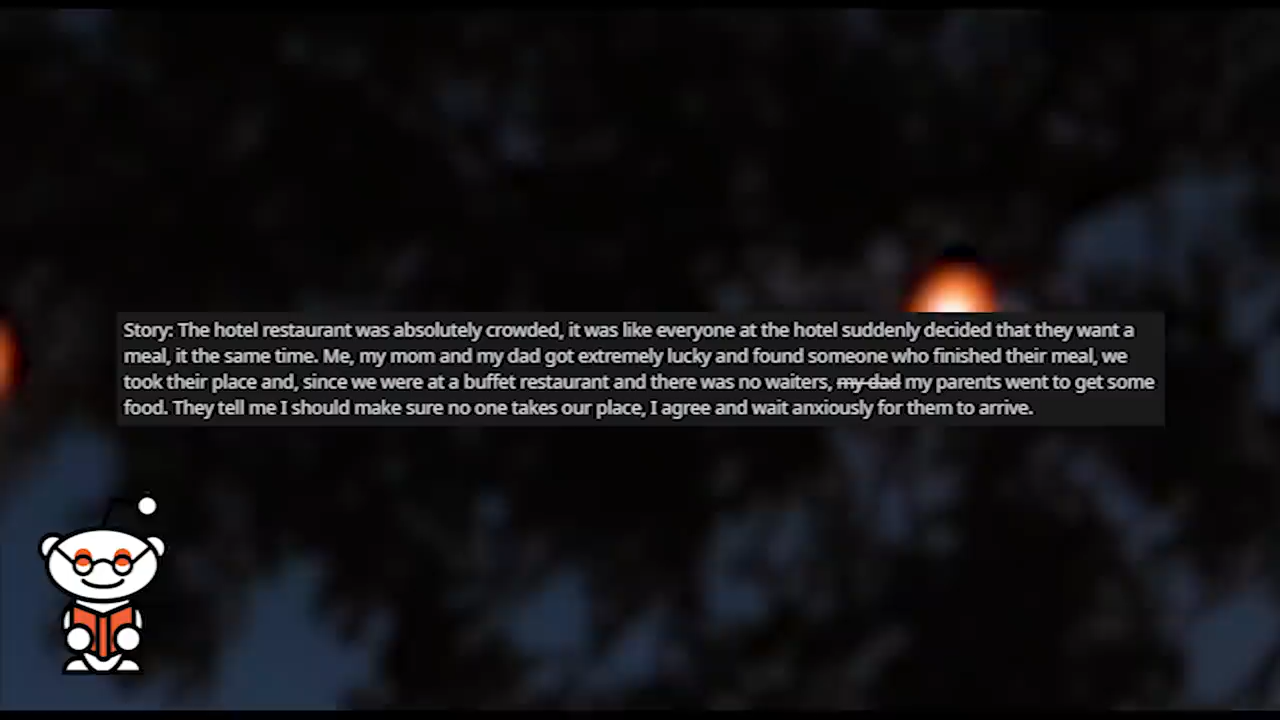 Story: The hotel restaurant was absolutely crowded, it was like everyone at the hotel suddenly decided that they want a
meal, it the same time. Me, my mom and my dad got extremely lucky and found someone who finished their meal, we
took their place and, since we were at a buffet restaurant and there was no waiters, my dad my parents went to get some
food. They tell me I should make sure no one takes our place, I agree and wait anxiously for them to arrive.